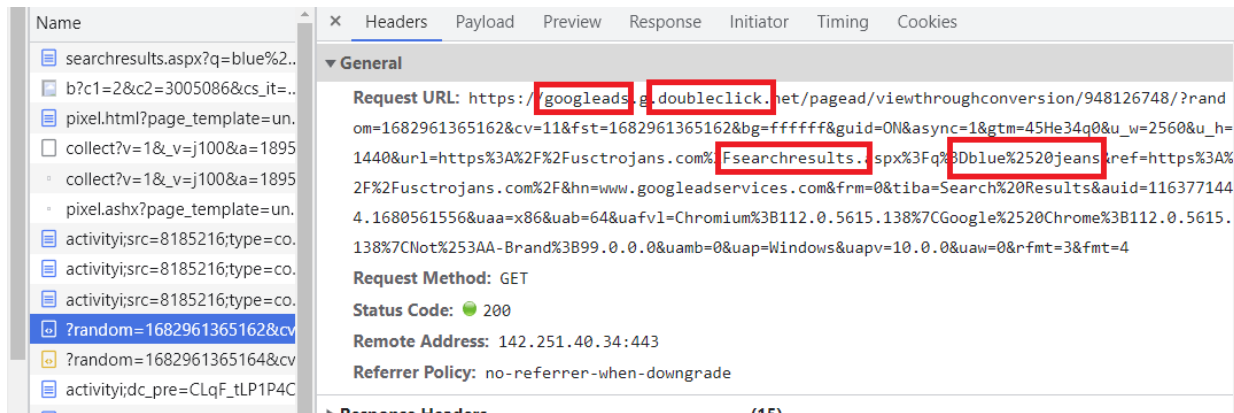 Name
searchresults.aspx?q=blue%2..
b?c1=2&c2=3005086&cs_it=..
pixel.html?page_template=un.
collect?v=1&_v=j100&a=1895
collect?v=1&_v=j100&a=1895
pixel.ashx?page_template=un.
activityi;src=8185216;type=co.
activityi;src=8185216;type=co.
activityi;src=8185216;type=co.
?random=1682961365162&cv
?random=1682961365164&cv
activityi;dc_pre=CLqF_tLP1P4C
× Headers Payload Preview Response Initiator Timing Cookies
▼ General
Request URL: https://googleads.g.doubleclick.net/pagead/viewthroughconversion/948126748/?rand
om=1682961365162&cv=11&fst=1682961365162&bg=ffffff&guid=ON&async=1&gtm=45He34q0&u_w=2560&u_h=
1440&url=https%3A%2F%2Fusctrojans.com%2Fsearchresults.aspx%3Fq%3Dblue%2520jeans&ref=https%3A%
2F%2Fusctrojans.com%2F&hn=www.googleadservices.com&frm=0&tiba=Search%20Results&auid=116377144
4.1680561556&uaa=x86&uab=64&uafvl=Chromium%3B112.0.5615.138%7CGoogle%2520Chrome%3B112.0.5615.
138%7CNot%253AA-Brand%3B99.0.0.0&uamb=0&uap=Windows&uapv=10.0.0&uaw=0&rfmt=3&fmt=4
Request Method: GET
Status Code: 200
Remote Address: 142.251.40.34:443
Referrer Policy: no-referrer-when-downgrade
Response Headers (15)